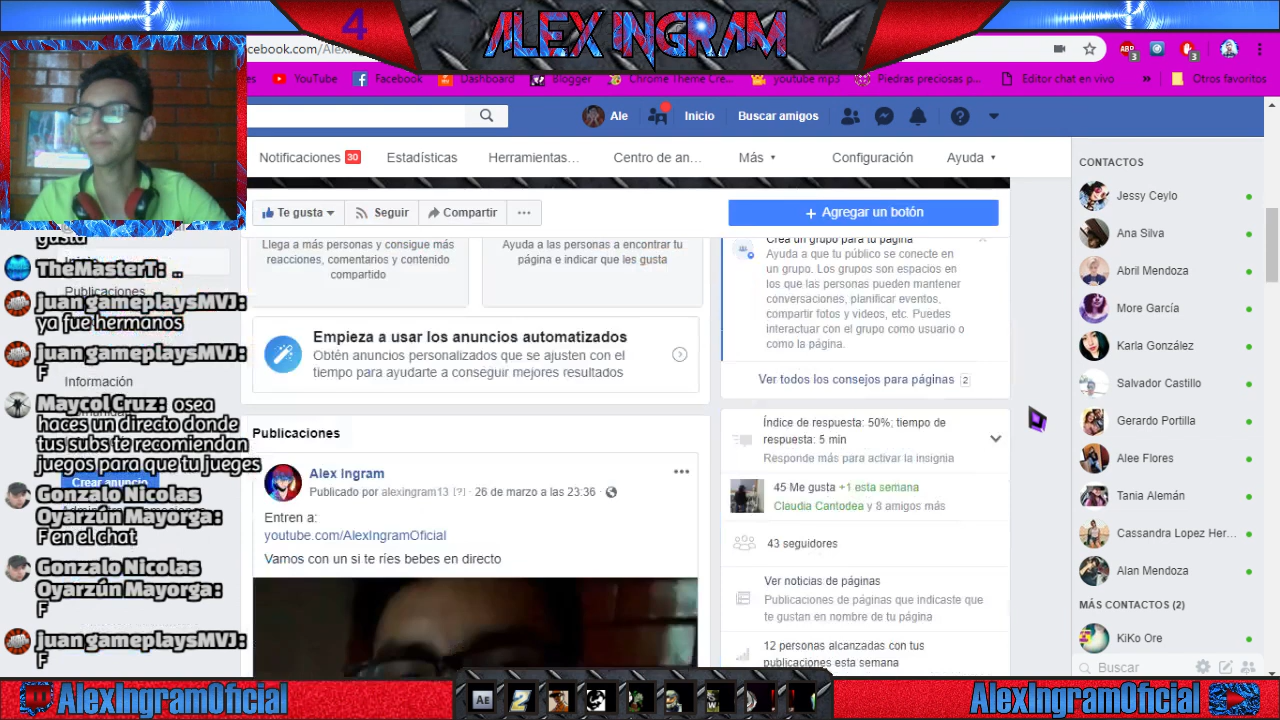 4
ALEX INGRAM
cebook.com/Ale
ABP
3
3
es
YouTube
Facebook
Dashboard
Blogger
Chrome Theme Cre...
youtube mp3
Piedras preciosas p...
Editor chat en vivo
»
Otros favoritos
Ale
Inicio
Buscar amigos
Notificaciones 30
Estadísticas
Herramientas...
Centro de an...
Más
Configuración
Ayuda
Te gusta
Seguir
Compartir
...
+ Agregar un botón
Llega a más personas y consigue más
reacciones, comentarios y contenido
compartido
Ayuda a las personas a encontrar tu
página e indicar que les gusta
Empieza a usar los anuncios automatizados
Obtén anuncios personalizados que se ajusten con el
tiempo para ayudarte a conseguir mejores resultados
Publicaciones
Alex Ingram
Publicado por alexingram13 [?] · 26 de marzo a las 23:36 ·
Entren a:
youtube.com/AlexIngramOficial
Vamos con un si te ríes bebes en directo
Crea un grupo para tu página
Ayuda a que tu público se conecte en
un grupo. Los grupos son espacios en
los que las personas pueden mantener
conversaciones, planificar eventos,
compartir fotos y videos, etc. Puedes
interactuar con el grupo como usuario o
como la página.
Ver todos los consejos para páginas 2
Índice de respuesta: 50%; tiempo de
respuesta: 5 min
Responde más para activar la insignia
45 Me gusta +1 esta semana
Claudia Cantodea y 8 amigos más
43 seguidores
Ver noticias de páginas
Publicaciones de páginas que indicaste que
te gustan en nombre de tu página
12 personas alcanzadas con tus
publicaciones esta semana
CONTACTOS
Jessy Ceylo
Ana Silva
Abril Mendoza
More García
Karla González
Salvador Castillo
Gerardo Portilla
Alee Flores
Tania Alemán
Cassandra Lopez Her...
Alan Mendoza
MÁS CONTACTOS (2)
KiKo Ore
Buscar
gusta
TheMasterT: ..
Publicaciones
juan gameplaysMVJ:
ya fue hermanos
juan gameplaysMVJ:
F
Información
Maycol Cruz: osea
haces un directo donde
tus subs te recomiendan
juegos para que tu jueges
Crear anuncio
Gonzalo Nicolas
Oyarzún Mayorga:
F en el chat
Gonzalo Nicolas
Oyarzún Mayorga:
F
juan gameplaysMVJ:
F
AlexIngramOficial
Ae
AlexIngramOficial